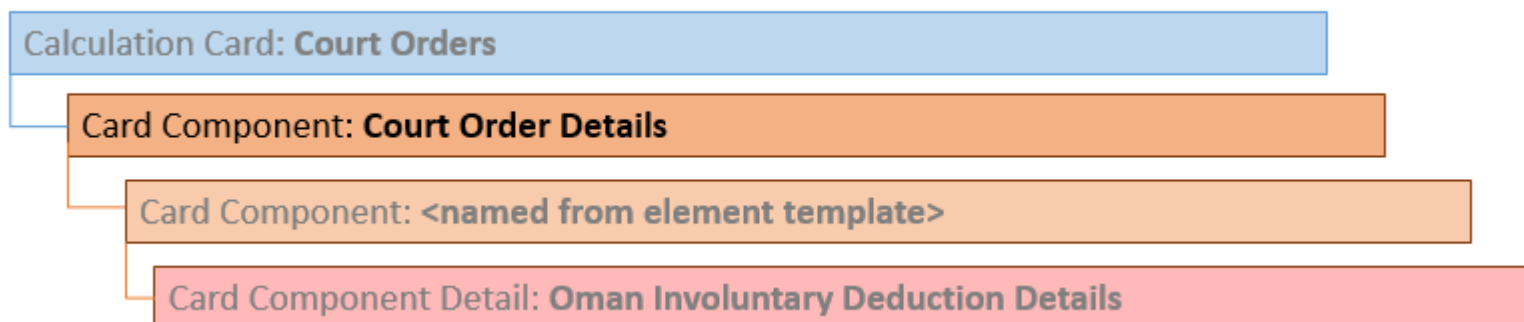 Calculation Card: Court Orders
Card Component: Court Order Details
Card Component: <named from element template>
Card Component Detail: Oman Involuntary Deduction Details